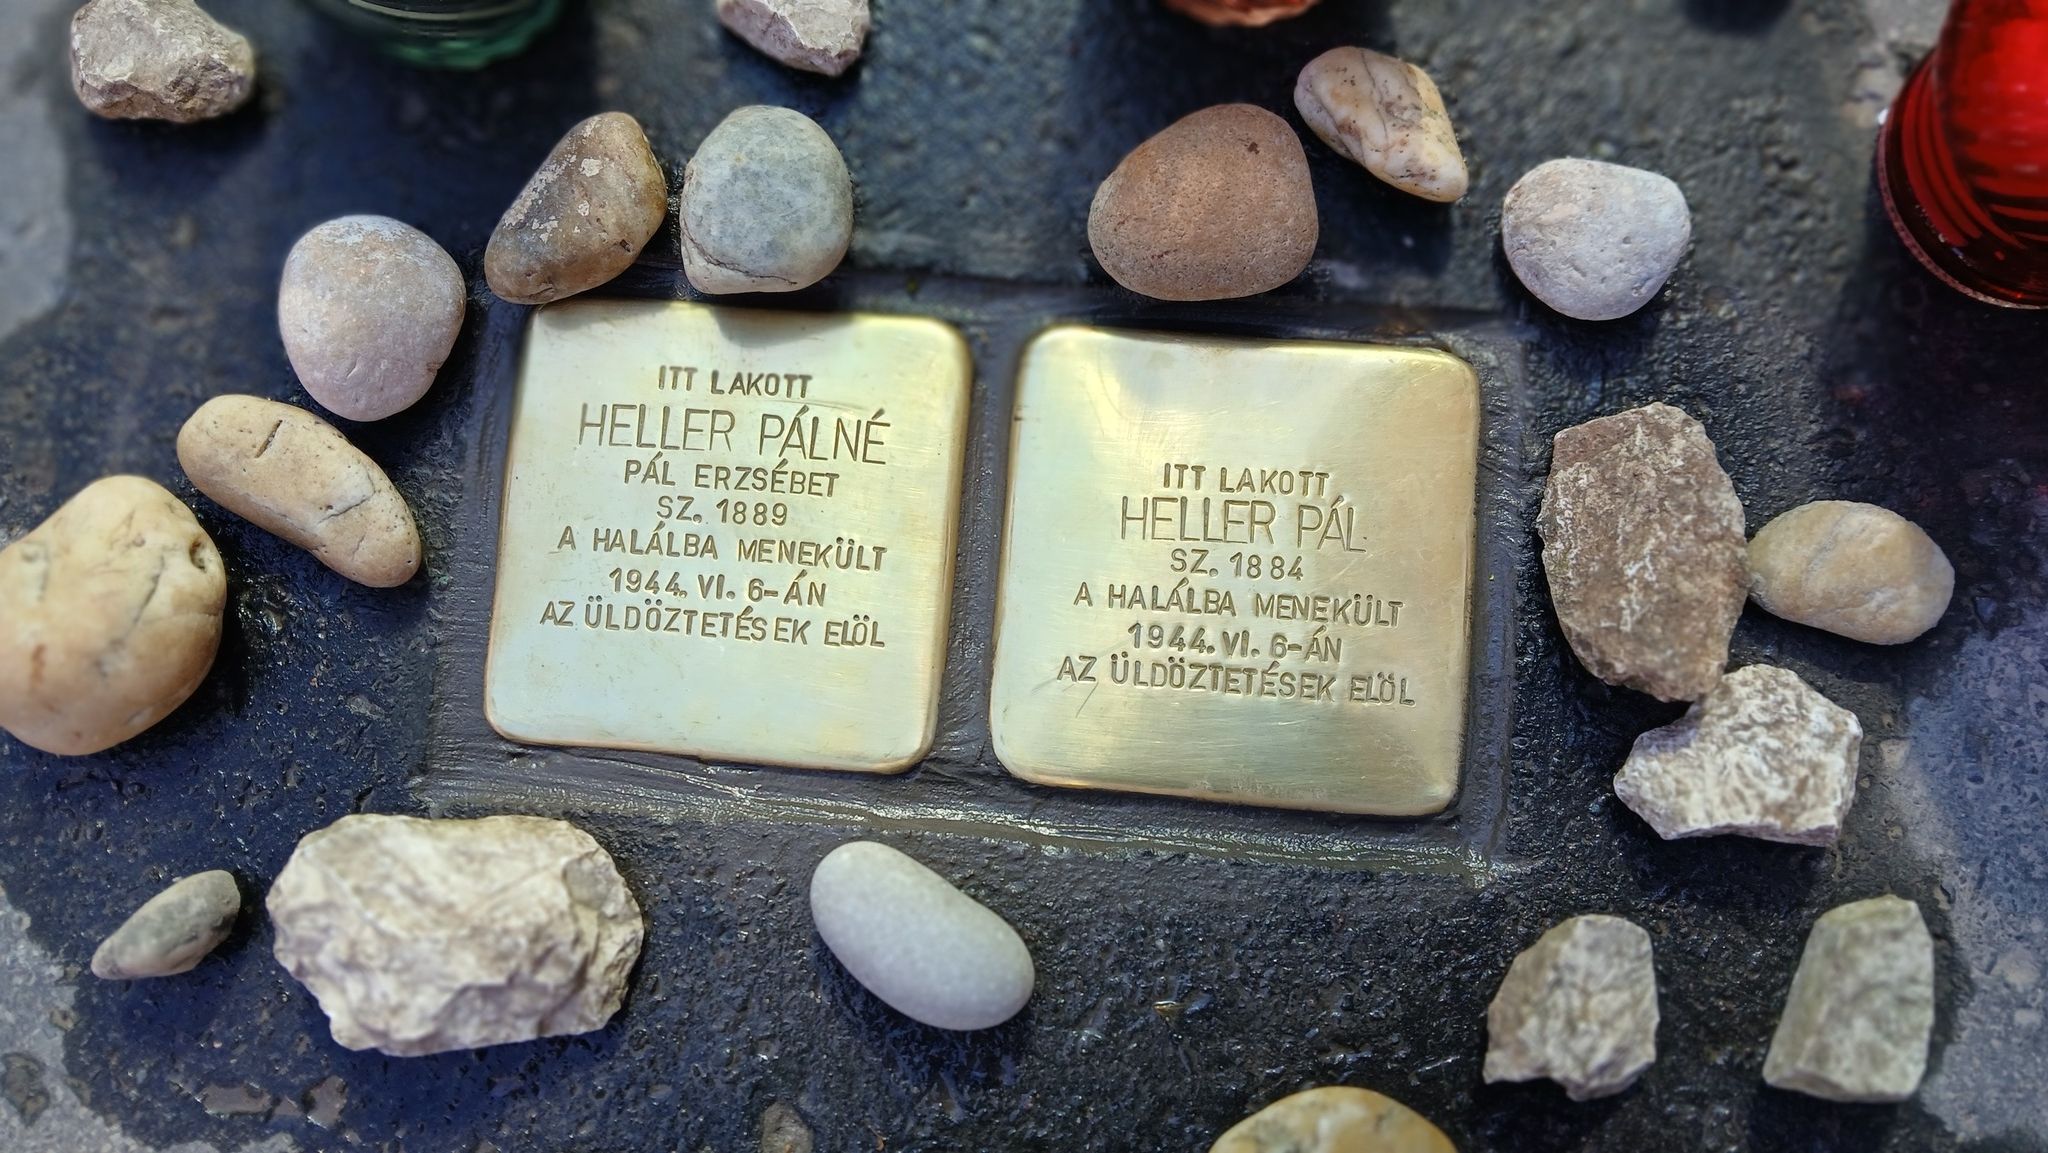 ITT LAKOTT
HELLER PÁLNÉ
PÁL ERZSÉBET
SZ. 1889
A HALÁLBA MENEKÜLT
1944. VI. 6-ÁN
AZ ÜLDÖZTETÉSEK ELÖL
ITT LAKOTT
HELLER PÁL
SZ. 1884
A HALÁLBA MENEKÜLT
1944. VI. 6-ÁN
AZ ÜLDÖZTETÉSEK ELÖL